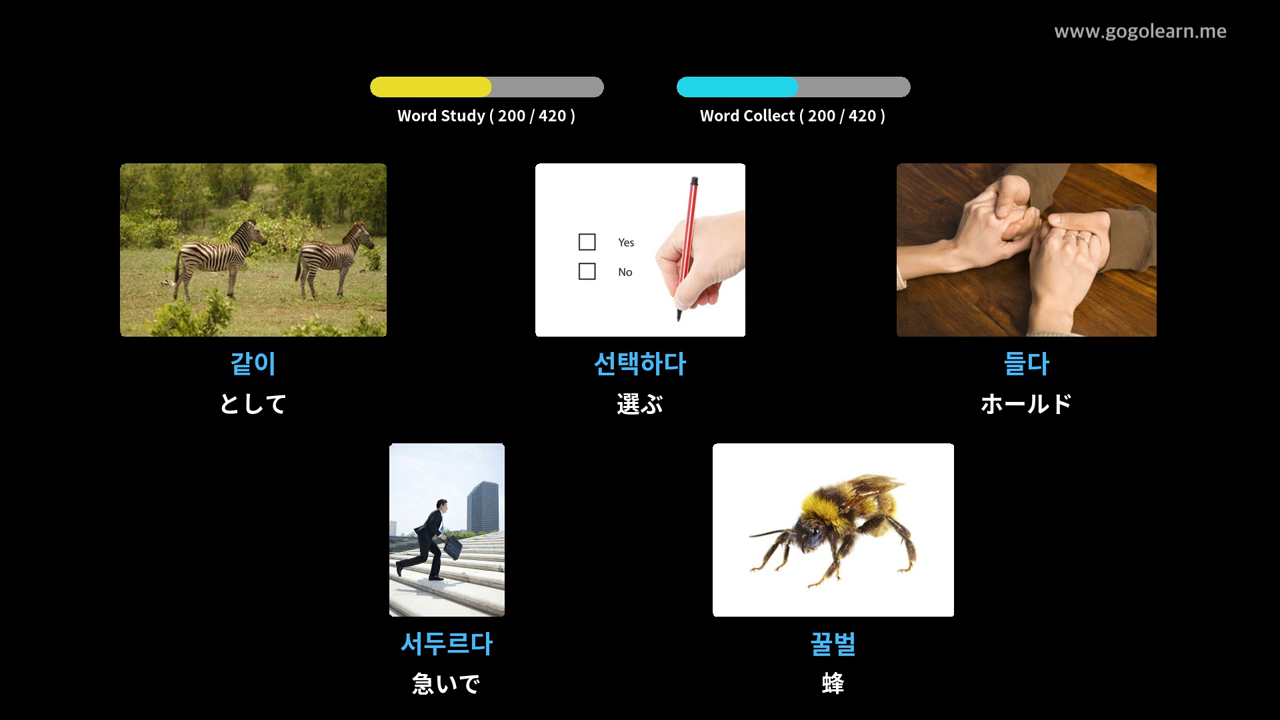 www.gogolearn.me
Word Study ( 200 / 420 )
Word Collect ( 200 / 420 )
Yes
No
같이
として
선택하다
選ぶ
들다
ホールド
서두르다
急いで
꿀벌
蜂